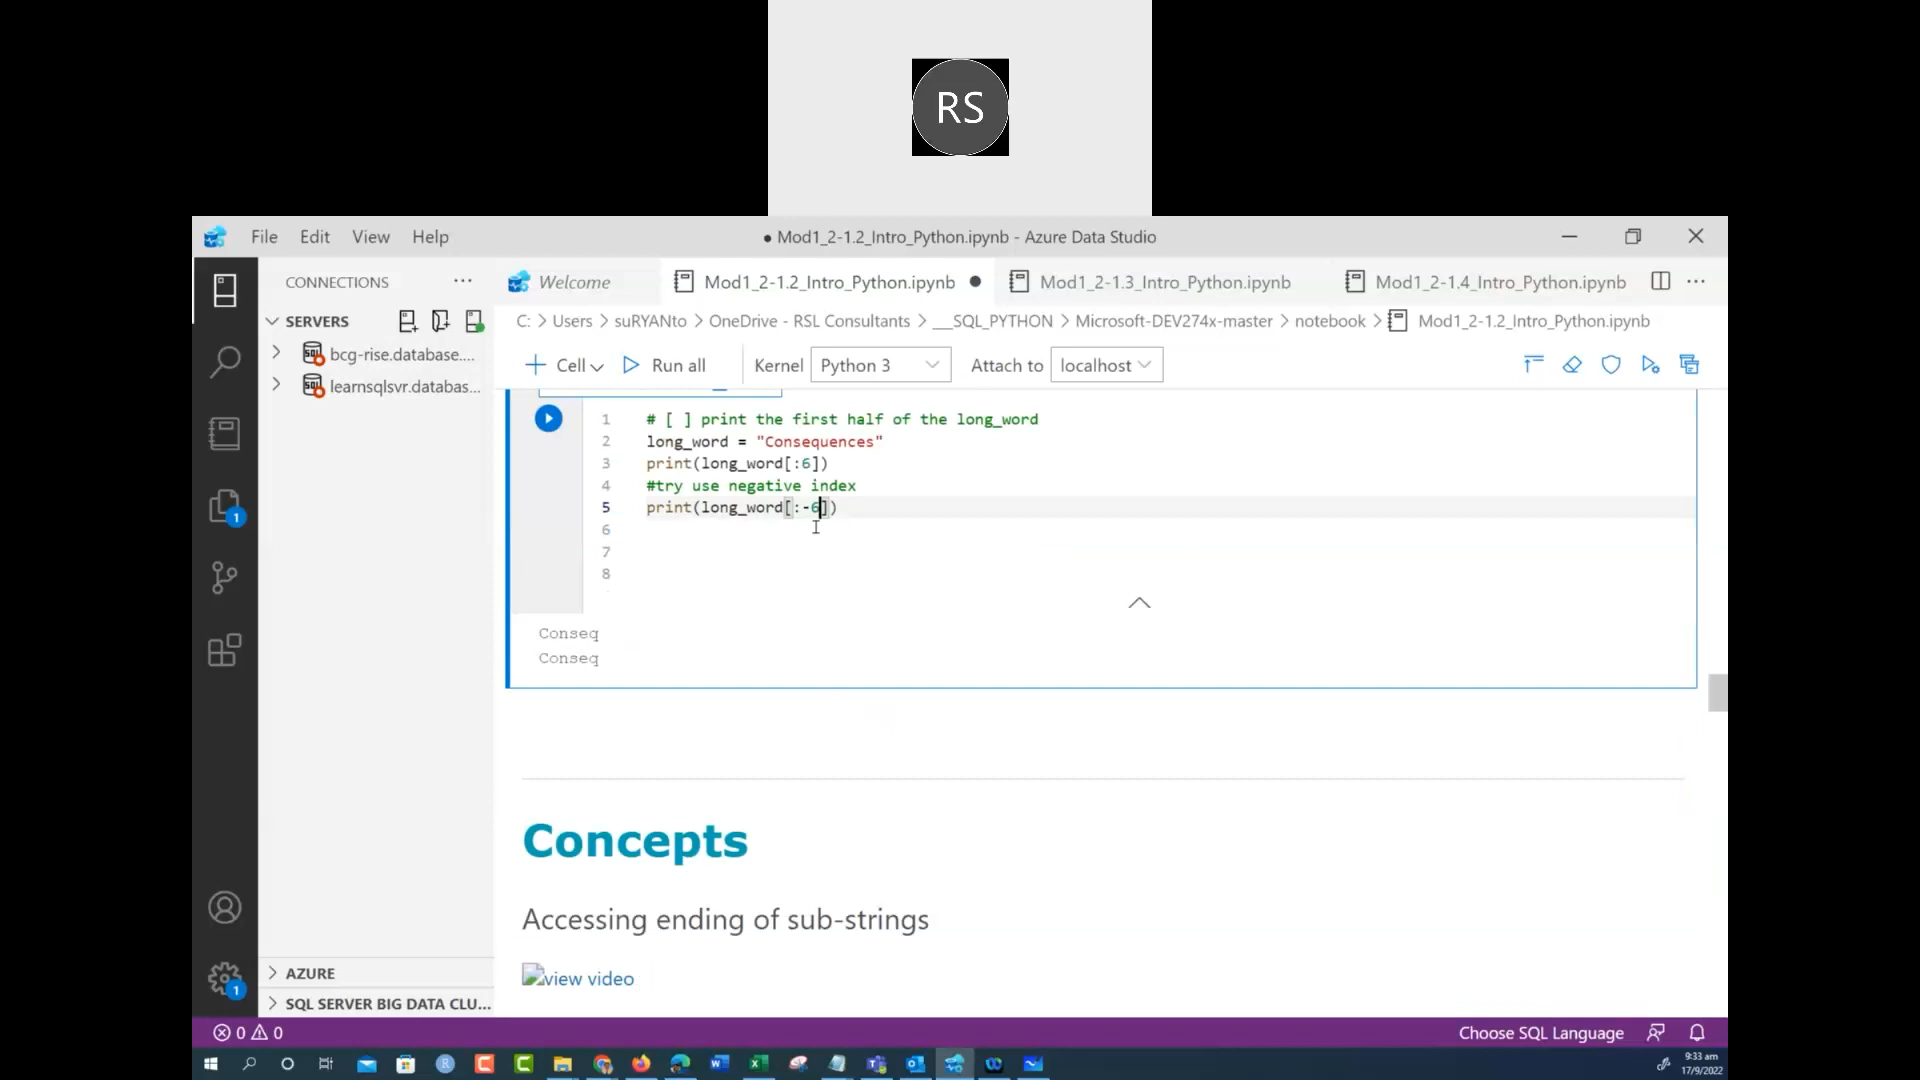 RS
● Mod1_2-1.2_Intro_Python.ipynb - Azure Data Studio
File Edit View Help
CONNECTIONS ...
Welcome
Mod1_2-1.2_Intro_Python.ipynb ●
Mod1_2-1.3_Intro_Python.ipynb
Mod1_2-1.4_Intro_Python.ipynb
SERVERS
C: > Users > suRYANto > OneDrive - RSL Consultants > __SQL_PYTHON > Microsoft-DEV274x-master > notebook > Mod1_2-1.2_Intro_Python.ipynb
bcg-rise.database....
learnsqlsvr.databas...
+ Cell Run all Kernel Python 3 Attach to localhost
1 # [ ] print the first half of the long_word
2 long_word = "Consequences"
3 print(long_word[:6])
4 #try use negative index
5 print(long_word[:-6])
6
7
8
Conseq
Conseq
Concepts
Accessing ending of sub-strings
view video
1
1
AZURE
SQL SERVER BIG DATA CLU...
0 0
Choose SQL Language
9:33 am
17/9/2022